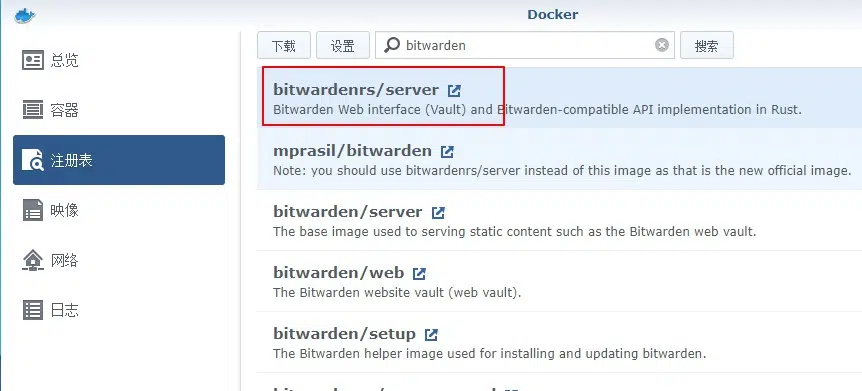 Docker
总览
容器
注册表
映像
网络
日志
下载 设置 bitwarden 搜索
bitwardenrs/server
Bitwarden Web interface (Vault) and Bitwarden-compatible API implementation in Rust.
mprasil/bitwarden
Note: you should use bitwardenrs/server instead of this image as that is the new official image.
bitwarden/server
The base image used to serving static content such as the Bitwarden web vault.
bitwarden/web
The Bitwarden website vault (web vault).
bitwarden/setup
The Bitwarden helper image used for installing and updating bitwarden.